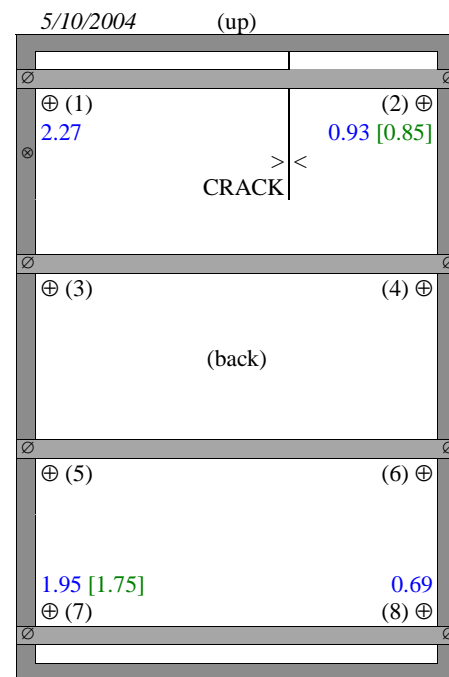 5/10/2004 (up)
⊕ (1) (2) ⊕
2.27 0.93 [0.85]
> <
CRACK
⊕ (3) (4) ⊕
(back)
⊕ (5) (6) ⊕
1.95 [1.75] 0.69
⊕ (7) (8) ⊕